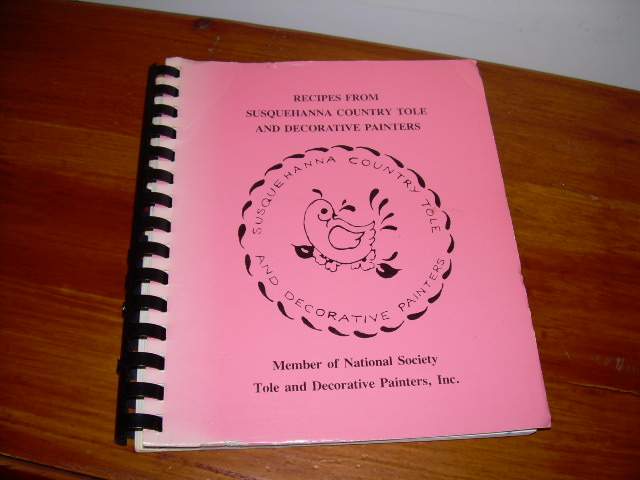 RECIPES FROM
SUSQUEHANNA COUNTRY TOLE
AND DECORATIVE PAINTERS
SUSQUEHANNA COUNTRY TOLE
AND DECORATIVE PAINTERS
Member of National Society
Tole and Decorative Painters, Inc.